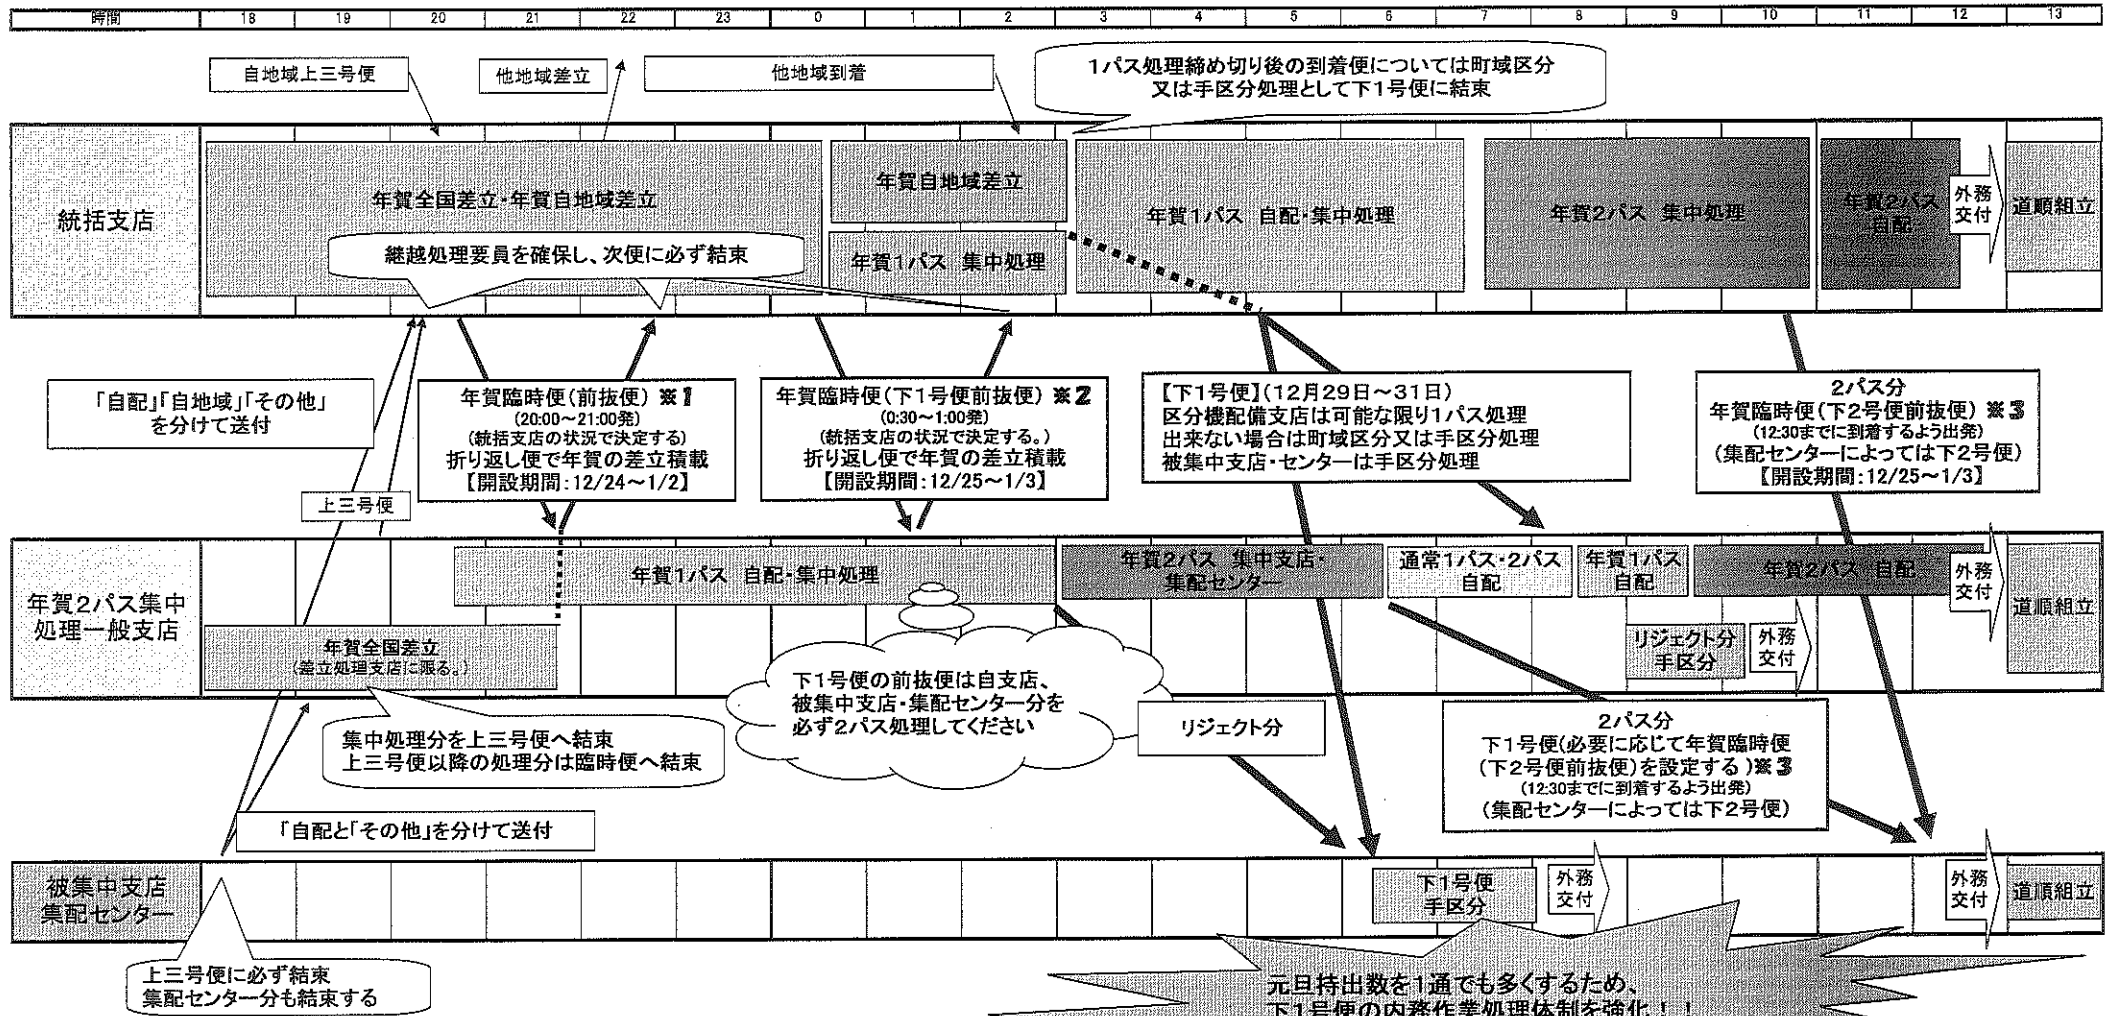 時間 18 19 20 21 22 23 0 1 2 3 4 5 6 7 8 9 10 11 12 13
自地域上三号便
他地域差立
他地域到着
1パス処理締め切り後の到着便については町域区分
又は手区分処理として下1号便に結束
統括支店
年賀全国差立・年賀自地域差立
年賀自地域差立
年賀1パス 集中処理
年賀1パス 自配・集中処理
年賀2パス 集中処理
年賀2パス
自配
外務
交付
道順組立
継越処理要員を確保し、次便に必ず結束
「自配」「自地域」「その他」
を分けて送付
上三号便
年賀臨時便(前抜便) ※1
(20:00~21:00発)
(統括支店の状況で決定する)
折り返し便で年賀の差立積載
【開設期間:12/24~1/2】
年賀臨時便(下1号便前抜便) ※2
(0:30~1:00発)
(統括支店の状況で決定する。)
折り返し便で年賀の差立積載
【開設期間:12/25~1/3】
【下1号便】(12月29日~31日)
区分機配備支店は可能な限り1パス処理
出来ない場合は町域区分又は手区分処理
被集中支店・センターは手区分処理
2パス分
年賀臨時便(下2号便前抜便) ※3
(12:30までに到着するよう出発)
(集配センターによっては下2号便)
【開設期間:12/25~1/3】
年賀2パス集中
処理一般支店
年賀1パス 自配・集中処理
年賀2パス 集中支店・
集配センター
通常1パス・2パス
自配
年賀1パス
自配
年賀2パス 自配
外務
交付
道順組立
年賀全国差立
(差立処理支店に限る。)
リジェクト分
手区分
外務
交付
下1号便の前抜便は自支店、
被集中支店・集配センター分を
必ず2パス処理してください
集中処理分を上三号便へ結束
上三号便以降の処理分は臨時便へ結束
リジェクト分
2パス分
下1号便(必要に応じて年賀臨時便
(下2号便前抜便)を設定する)※3
(12:30までに到着するよう出発)
(集配センターによっては下2号便)
「自配と「その他」を分けて送付
被集中支店
集配センター
下1号便
手区分
外務
交付
外務
交付
道順組立
上三号便に必ず結束
集配センター分も結束する
元旦持出数を1通でも多くするため、
下1号便の内務作業処理体制を強化!!